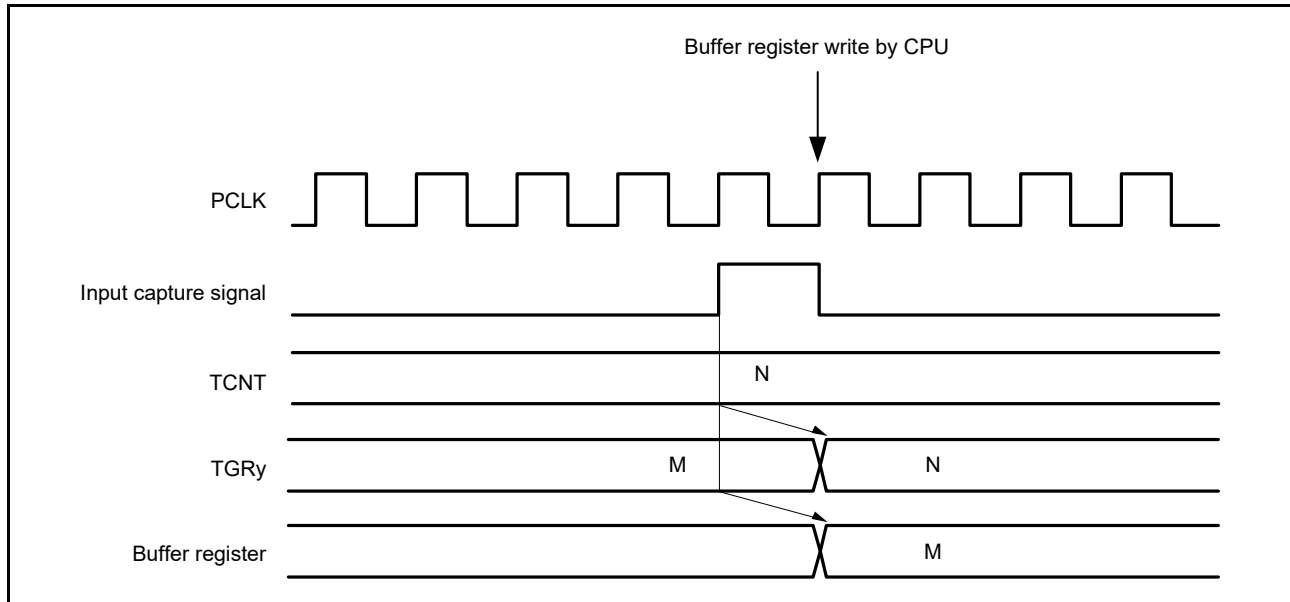 Buffer register write by CPU
PCLK
Input capture signal
TCNT
N
TGRy
M
N
Buffer register
M